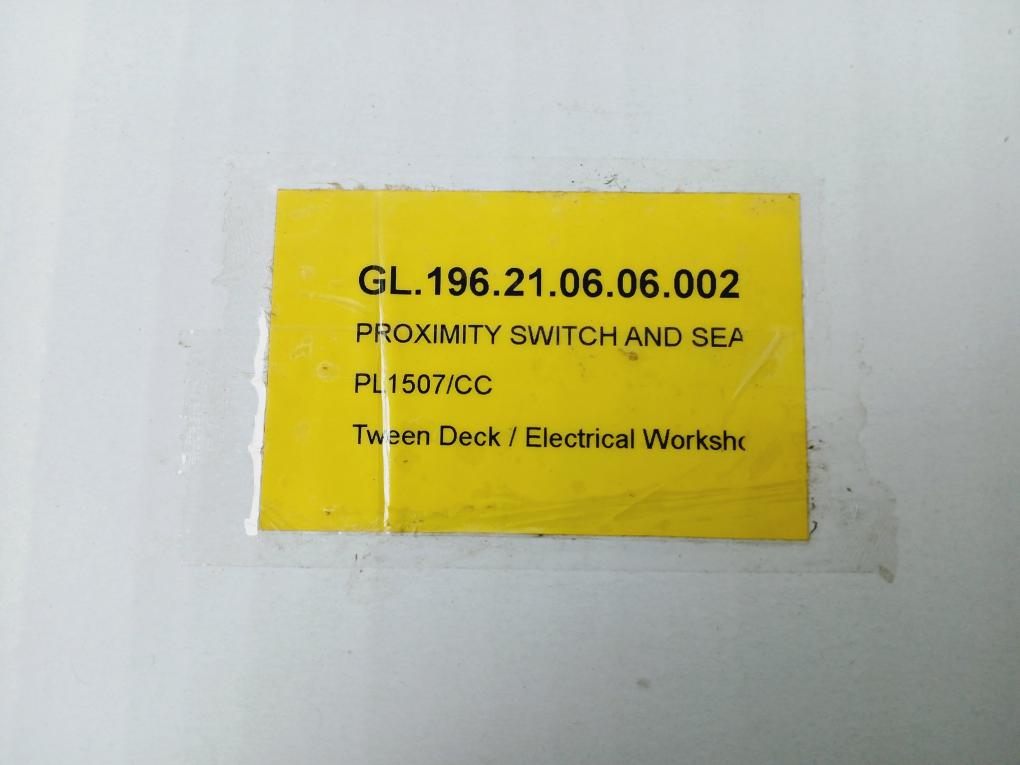 GL.196.21.06.06.002
PROXIMITY SWITCH AND SEA
PL1507/CC
Tween Deck / Electrical Worksho